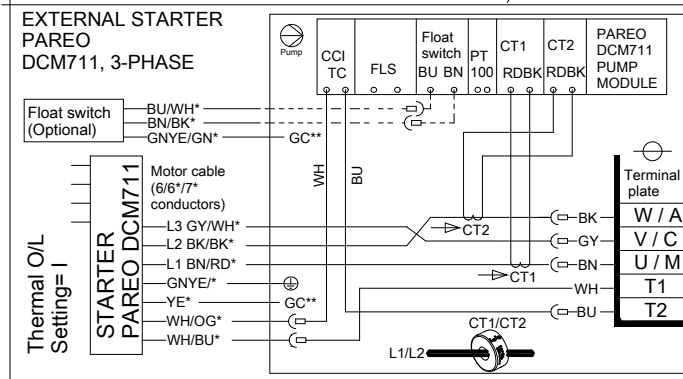 EXTERNAL STARTER
PAREO
DCM711, 3-PHASE
Pump
CCI
TC
FLS
Float
switch
BU BN
PT
100
CT1
RDBK
CT2
RDBK
PAREO
DCM711
PUMP
MODULE
Float switch
(Optional)
BU/WH*
BN/BK*
GNYE/GN*
GC**
WH
BU
Motor cable
(6/6*/7*
conductors)
Thermal O/L
Setting= I
STARTER
PAREO DCM711
L3 GY/WH*
L2 BK/BK*
L1 BN/RD*
GNYE/*
YE*
GC**
WH/OG*
WH/BU*
CT2
CT1
Terminal
plate
BK
W / A
GY
V / C
BN
U / M
WH
T1
BU
T2
CT1/CT2
L1/L2